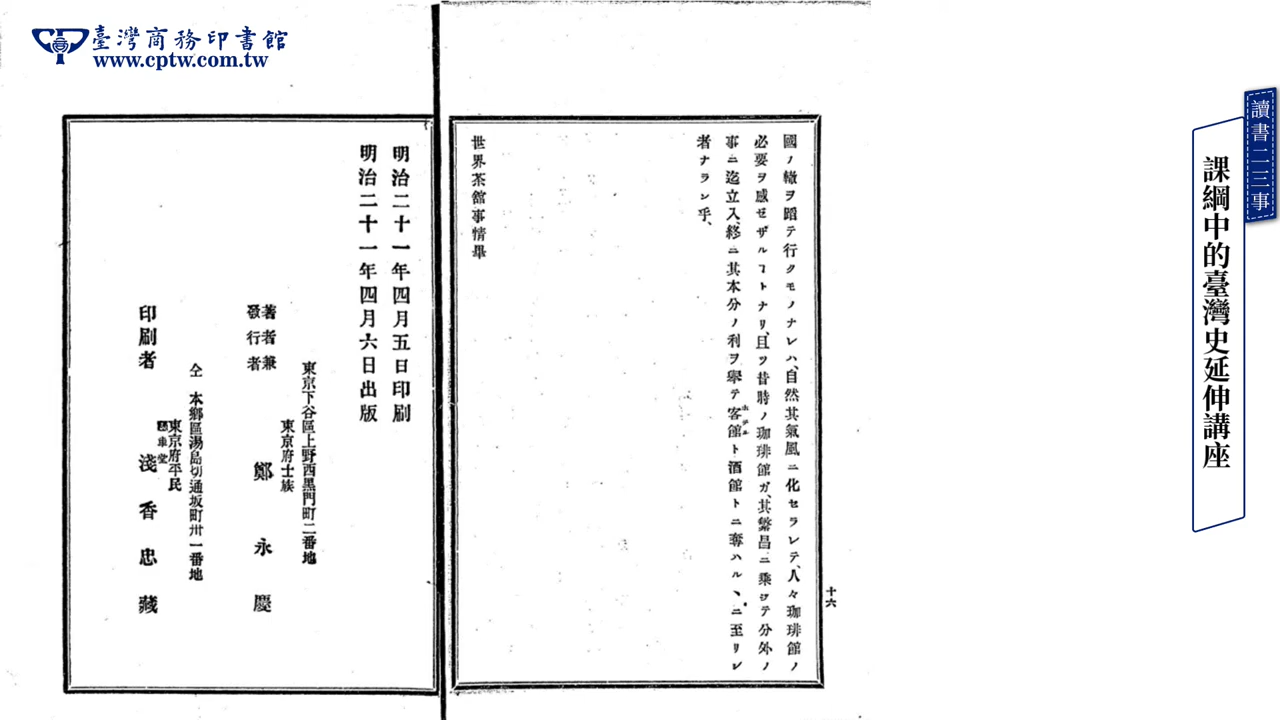 臺灣商務印書館
www.cptw.com.tw
讀書二三事
課綱中的臺灣史延伸講座
十六
國ノ轍ヲ蹈テ行クモノナレハ、自然其氣風ニ化セラレテ、人々珈琲館ノ
必要ヲ感ゼザルコトナリ、且ツ昔時ノ珈琲館ガ、其繁昌ニ乘ジテ分外ノ
事ニ迄立入、終ニ其本分ノ利ヲ擧テ客館ト酒館トニ奪ハルヽニ至リシ
ホテル
者ナラン乎、
世界茶館事情畢
明治二十一年四月五日印刷
明治二十一年四月六日出版
東京下谷區上野西黑門町二番地
東京府士族
著者兼
發行者
鄭永慶
仝 本鄉區湯島切通坂町卅一番地
東京府平民
印刷者
淺香忠藏